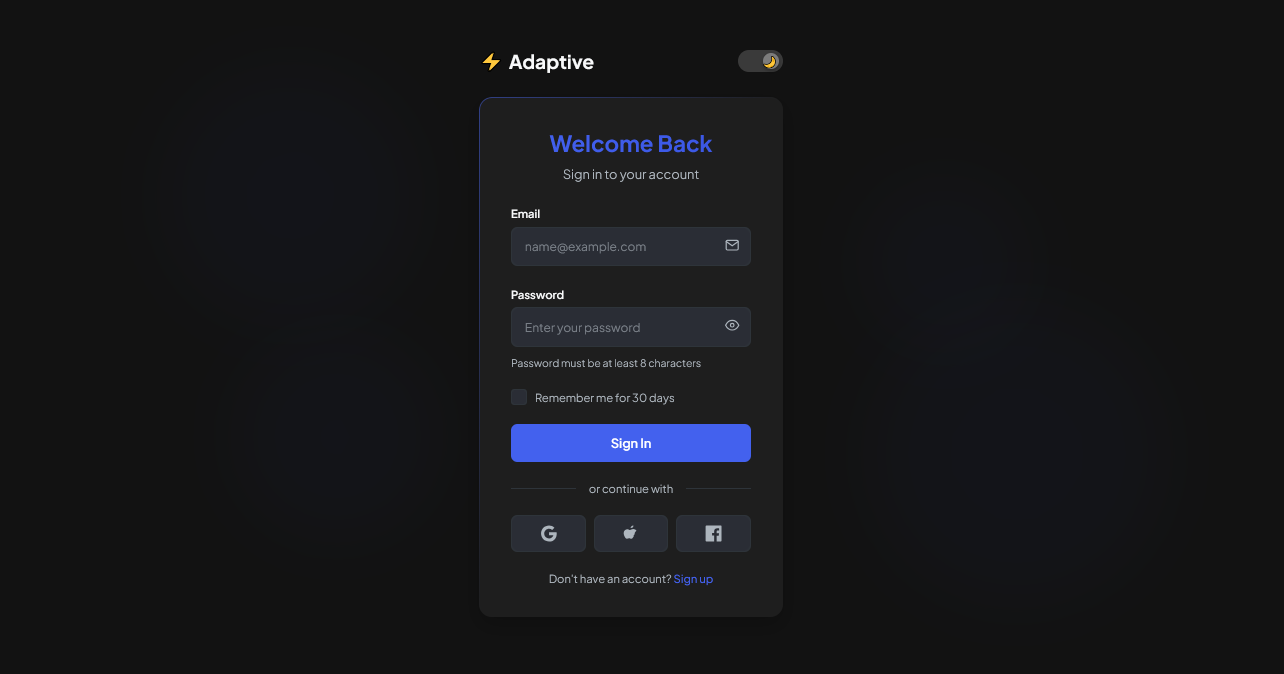 Adaptive
Welcome Back
Sign in to your account
Email
name@example.com
Password
Enter your password
Password must be at least 8 characters
Remember me for 30 days
Sign In
or continue with
Don't have an account? Sign up